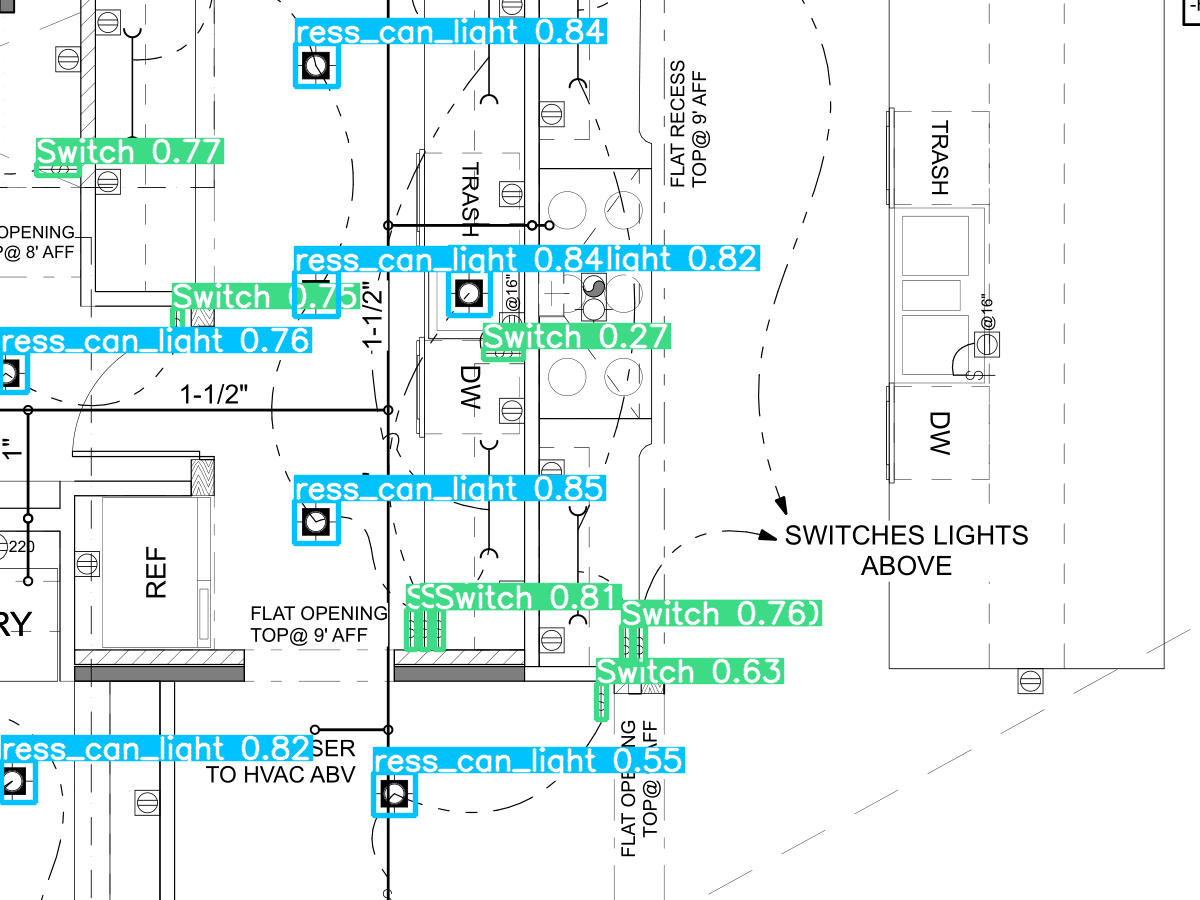 ress_can_light 0.84
FLAT RECESS
TOP@ 9' AFF
TRASH
TRASH
Switch 0.77
OPENING
@ 8' AFF
ress_can_light 0.84
light 0.82
Switch 0.75
1-1/2"
@16"
@16"
Switch 0.27
ress_can_light 0.76
1-1/2"
DW
DW
1"
ress_can_light 0.85
SWITCHES LIGHTS
ABOVE
220
REF
RY
FLAT OPENING
TOP@ 9' AFF
Switch 0.81
Switch 0.76)
Switch 0.63
ress_can_light 0.82
SER
TO HVAC ABV
ress_can_light 0.55
FLAT OPENING
TOP@ AFF